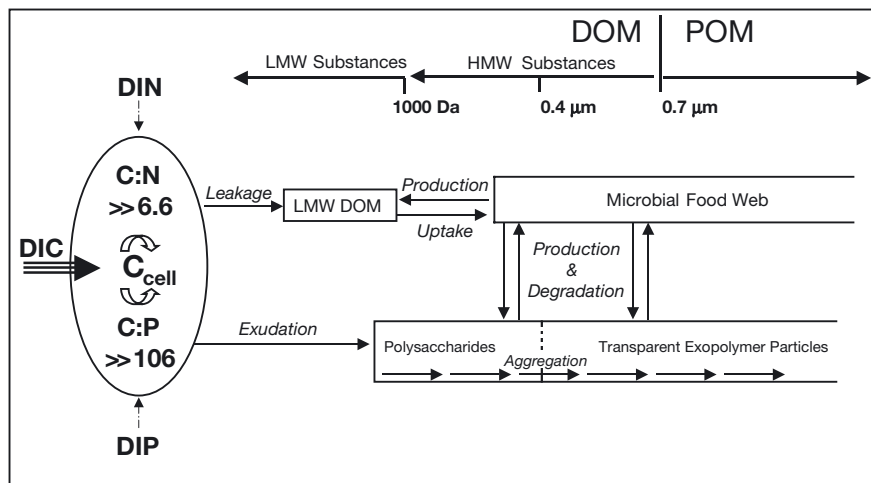 DOM POM
LMW Substances HMW Substances
1000 Da 0.4 µm 0.7 µm
DIN
C:N
>>6.6
DIC
C cell
C:P
>>106
DIP
Leakage
LMW DOM
Production
Uptake
Microbial Food Web
Production
&
Degradation
Exudation
Polysaccharides
Aggregation
Transparent Exopolymer Particles